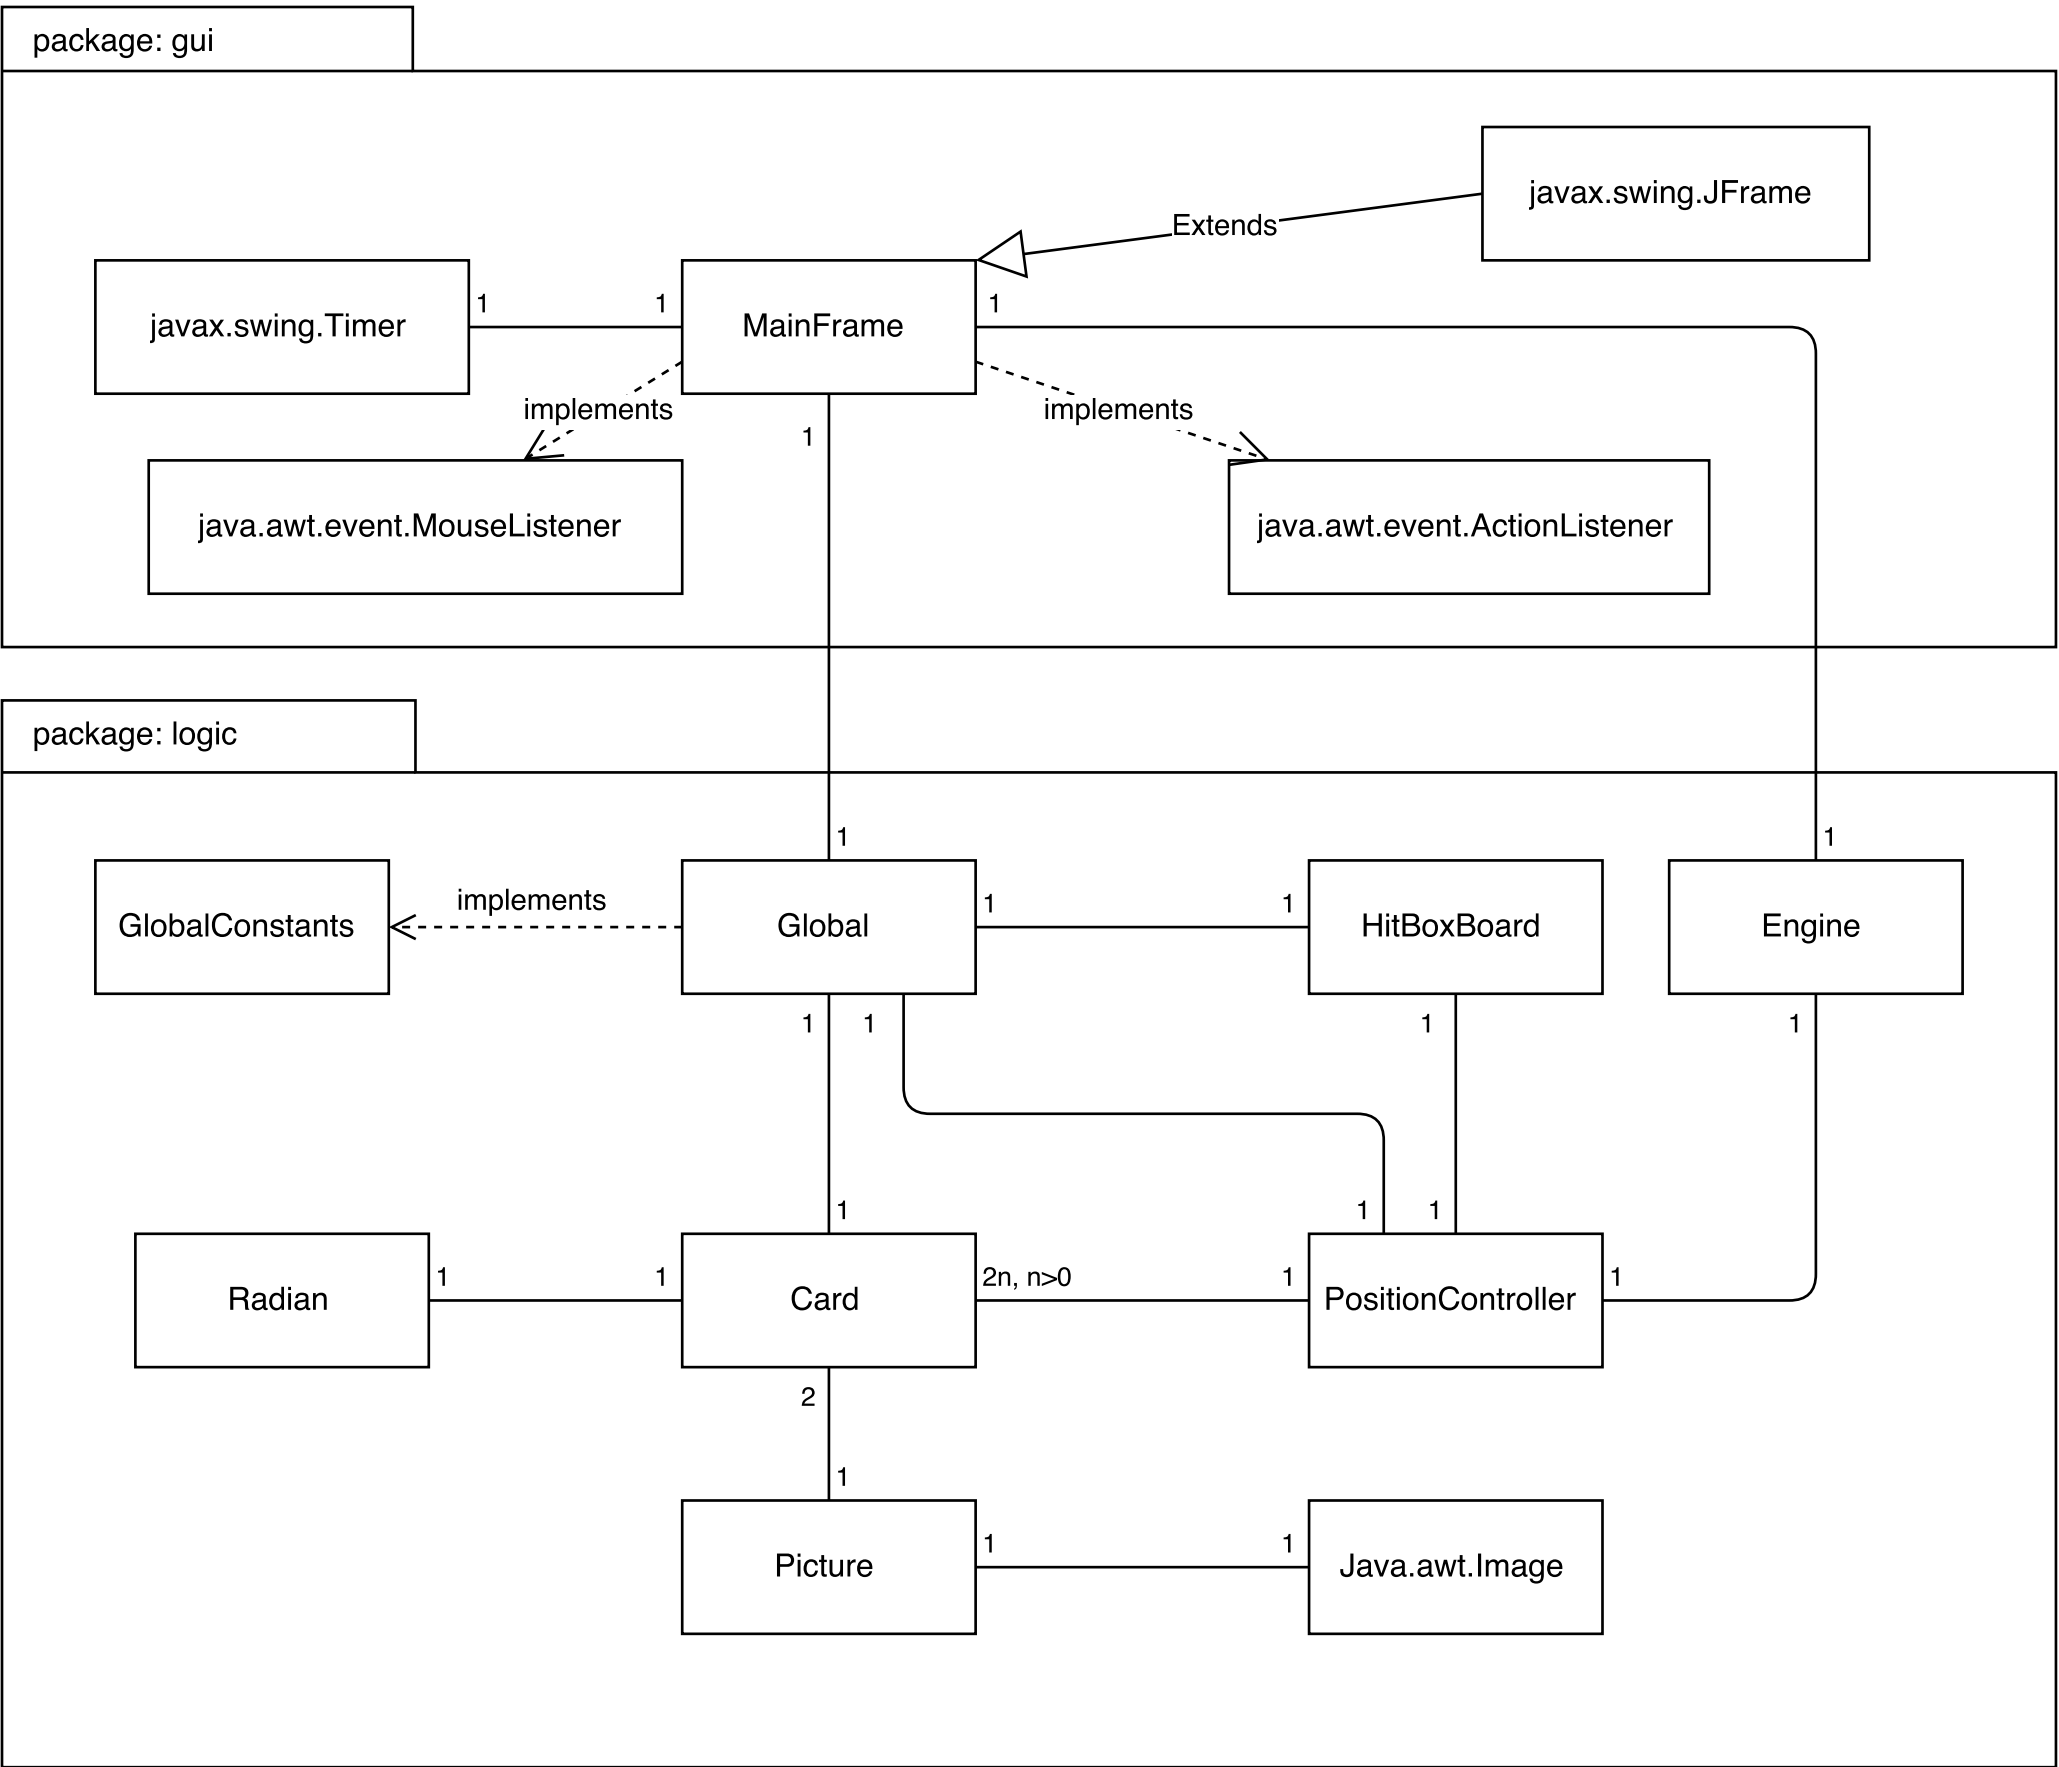 package: gui
javax.swing.JFrame
Extends
1
1
1
javax.swing.Timer
MainFrame
implements
implements
1
java.awt.event.MouseListener
java.awt.event.ActionListener
package: logic
1
1
GlobalConstants
implements
Global
1
1
HitBoxBoard
Engine
1
1
1
1
1
1
1
Radian
1
1
Card
2n, n>0
1
PositionController
1
2
1
Picture
1
1
Java.awt.Image